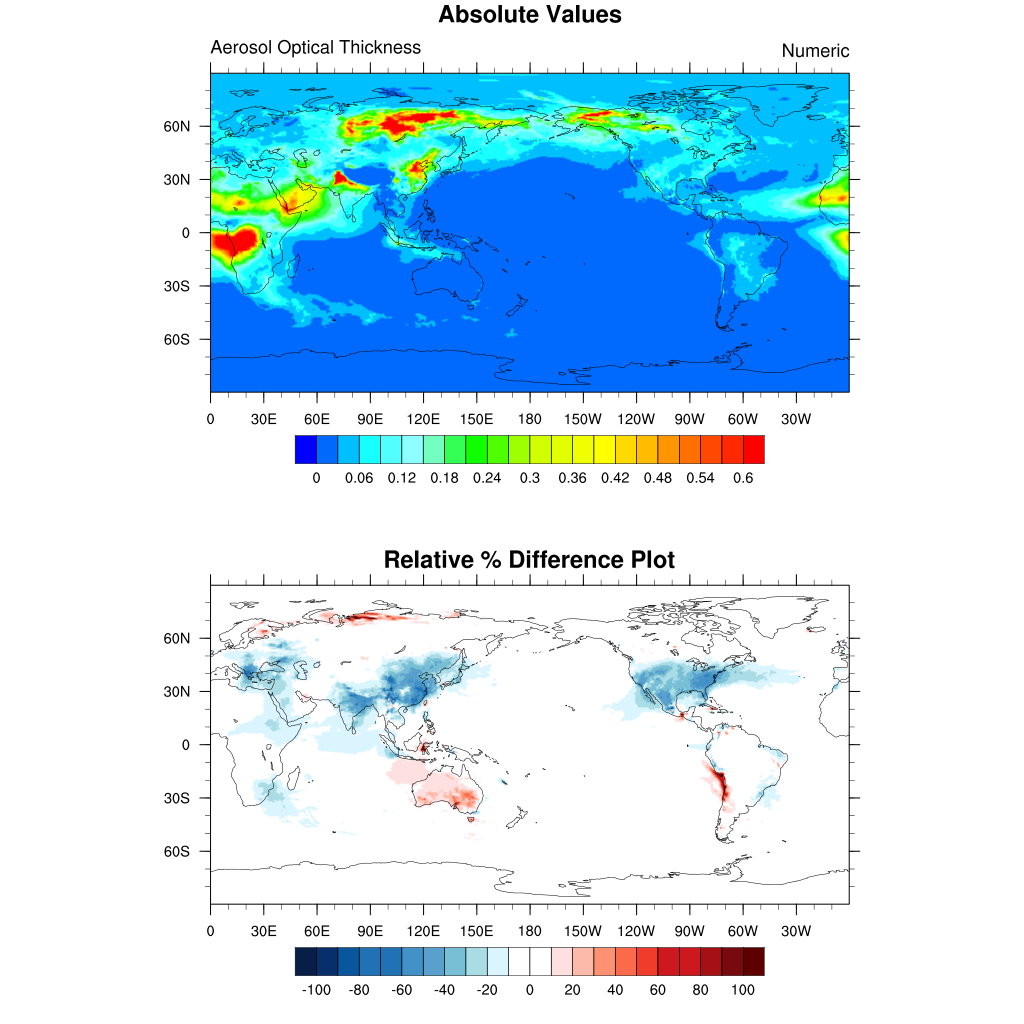 Absolute Values
Aerosol Optical Thickness Numeric
60N
30N
0
30S
60S
0 30E 60E 90E 120E 150E 180 150W 120W 90W 60W 30W
0 0.06 0.12 0.18 0.24 0.3 0.36 0.42 0.48 0.54 0.6
Relative % Difference Plot
60N
30N
0
30S
60S
0 30E 60E 90E 120E 150E 180 150W 120W 90W 60W 30W
-100 -80 -60 -40 -20 0 20 40 60 80 100